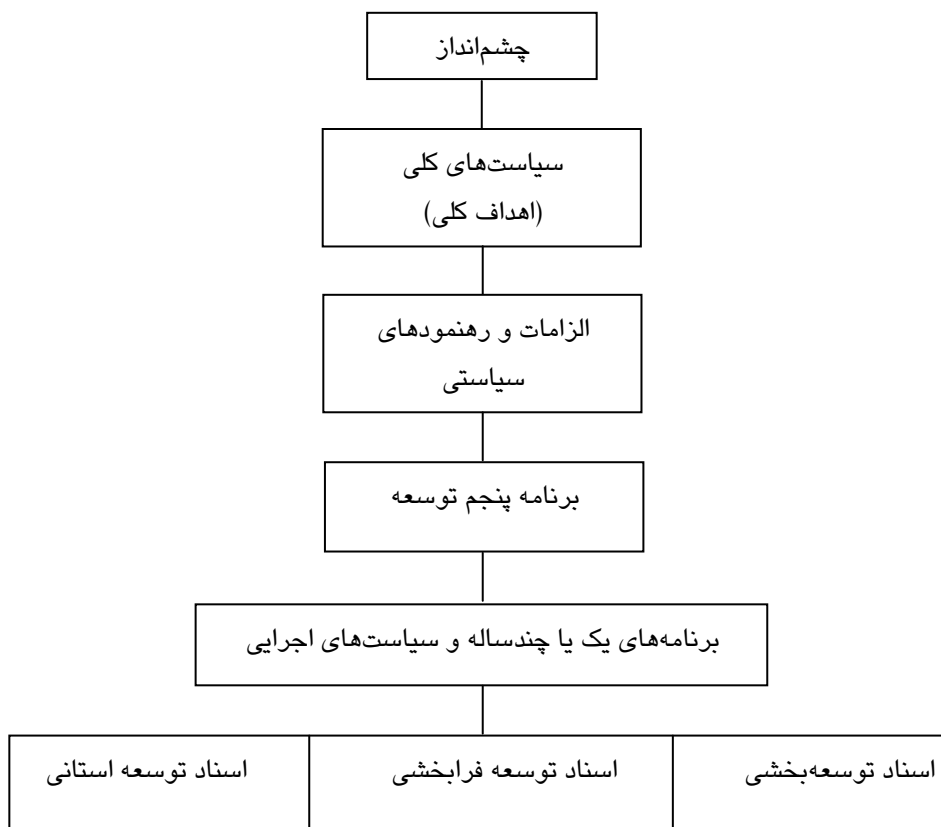 چشم‌انداز
سیاست‌های کلی
(اهداف کلی)
الزامات و رهنمودهای
سیاستی
برنامه پنجم توسعه
برنامه‌های یک یا چندساله و سیاست‌های اجرایی
اسناد توسعه‌بخشی
اسناد توسعه فرابخشی
اسناد توسعه استانی